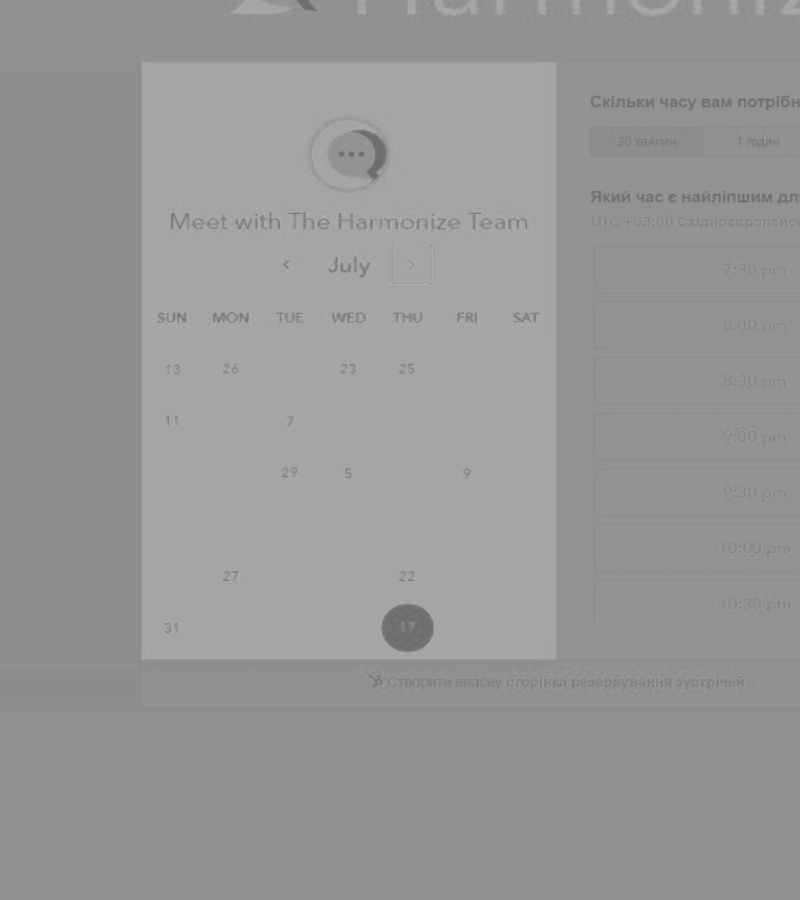 Harmoniz
Meet with The Harmonize Team
‹ July ›
SUN MON TUE WED THU FRI SAT
13 26 23 25
11 7
29 5 9
27 22
31 17
Скільки часу вам потрібн
30 хвилин 1 годин
Який час є найліпшим дл
UTC +03:00 Східноєвропейсь
7:30 pm
8:00 pm
8:30 pm
9:00 pm
9:30 pm
10:00 pm
10:30 pm
Створити власну сторінка резервування зустрічей